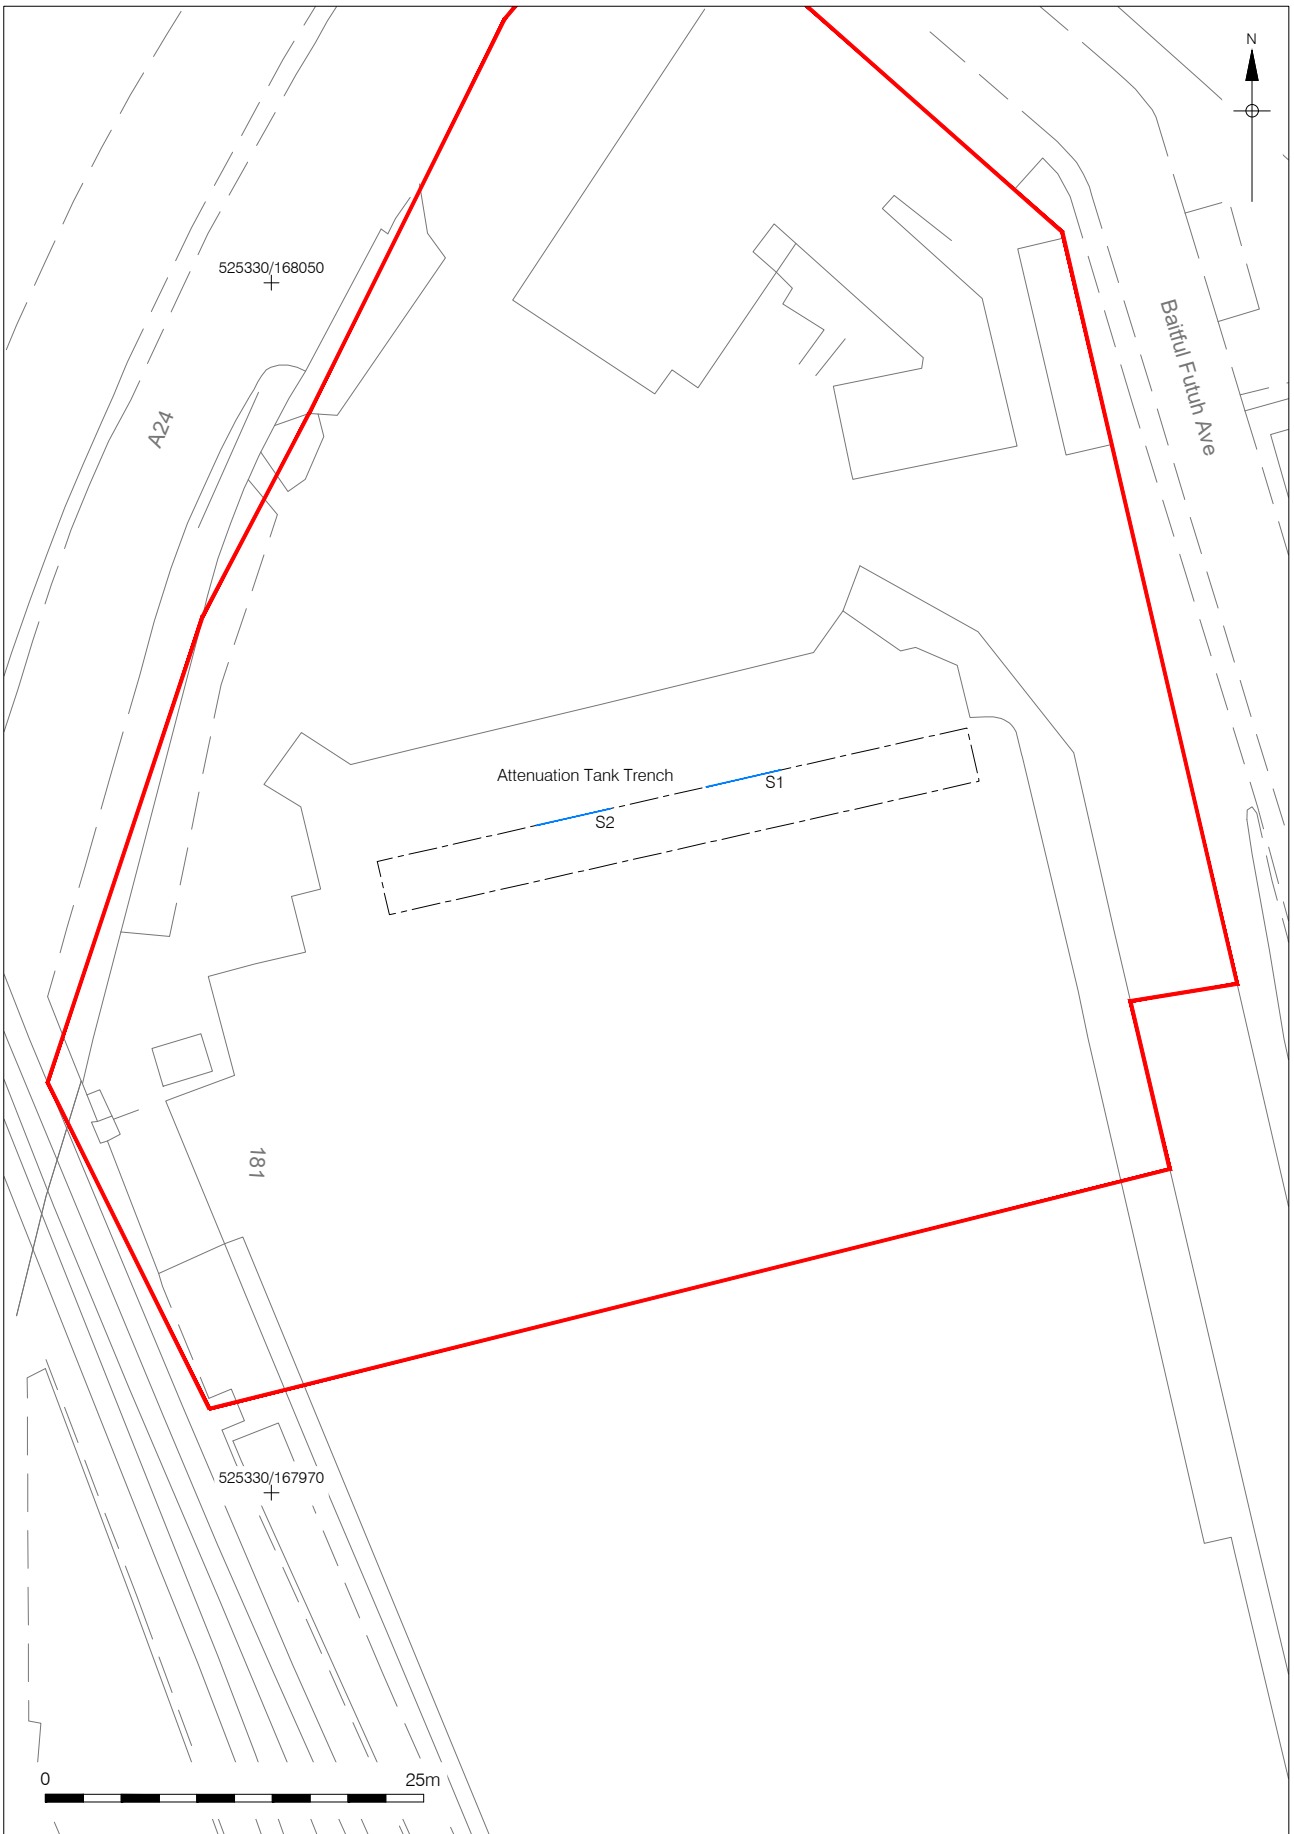 N
525330/168050
A24
Baitful Futuh Ave
Attenuation Tank Trench
S1
S2
181
525330/167970
0 25m